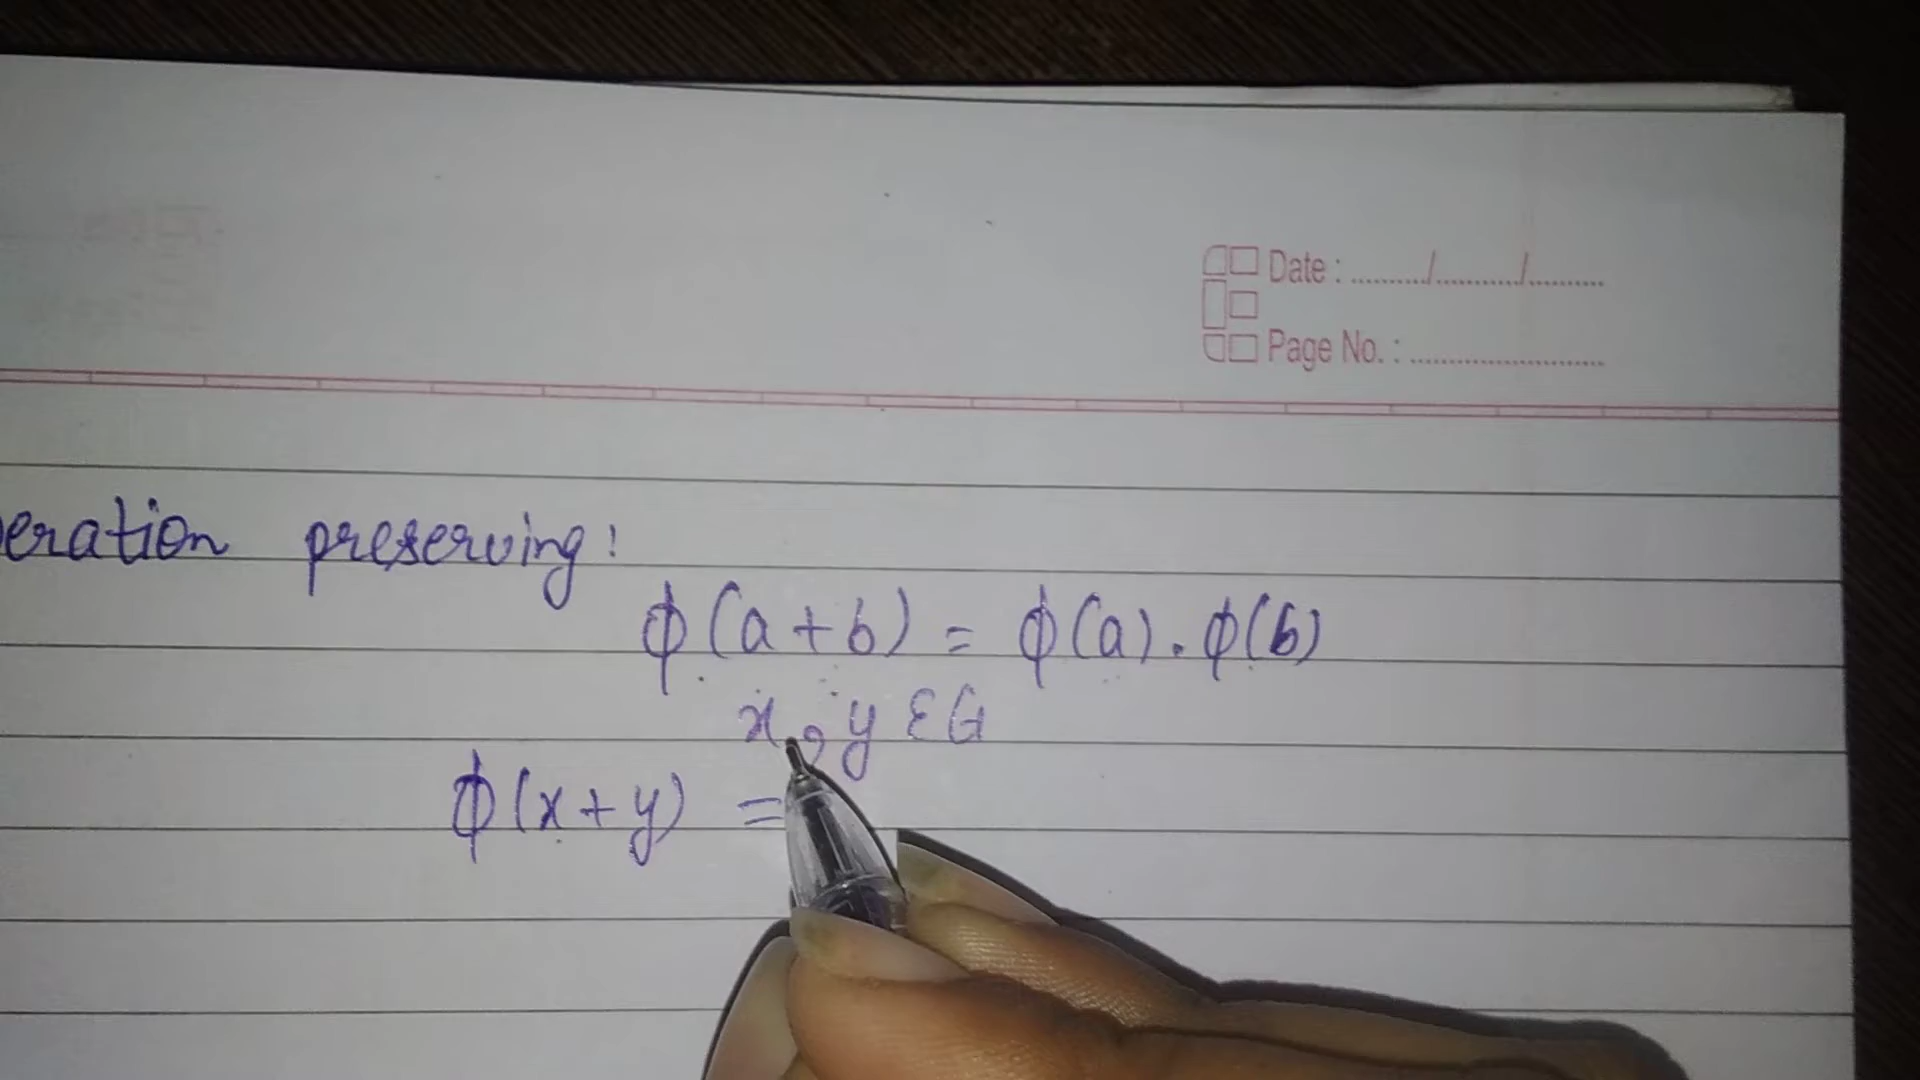 Date : ........../.........../..........
Page No. : ..........................
eration preserving:
ϕ(a+b) = ϕ(a).ϕ(b)
x, y ε G
ϕ(x+y) =